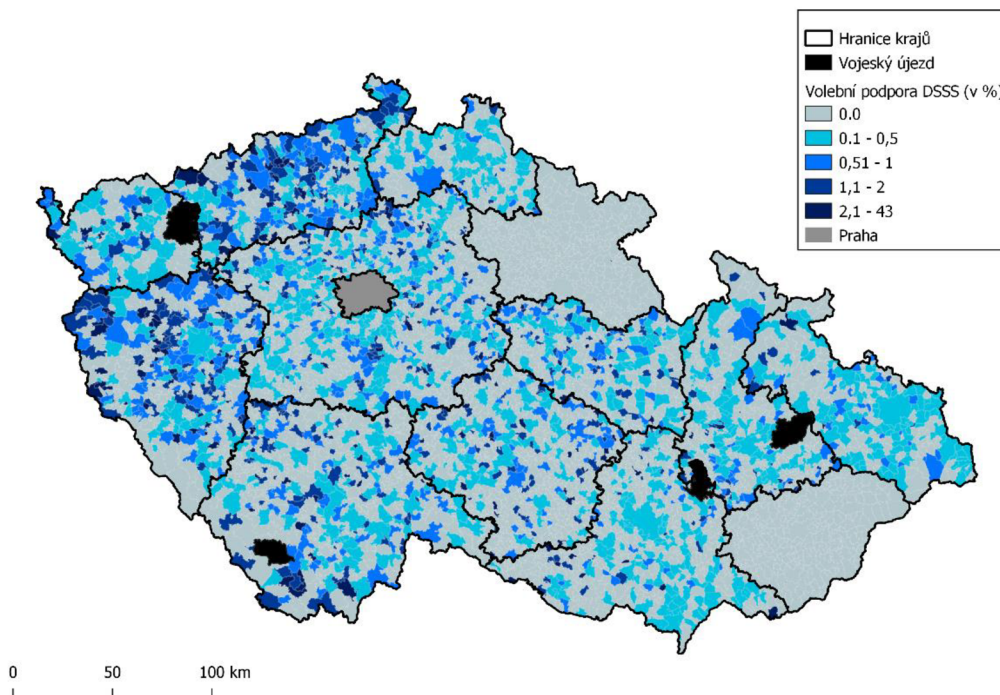 Hranice krajů
Vojeský újezd
Volební podpora DSSS (v %)
0.0
0.1 - 0,5
0,51 - 1
1,1 - 2
2,1 - 43
Praha
0 50 100 km